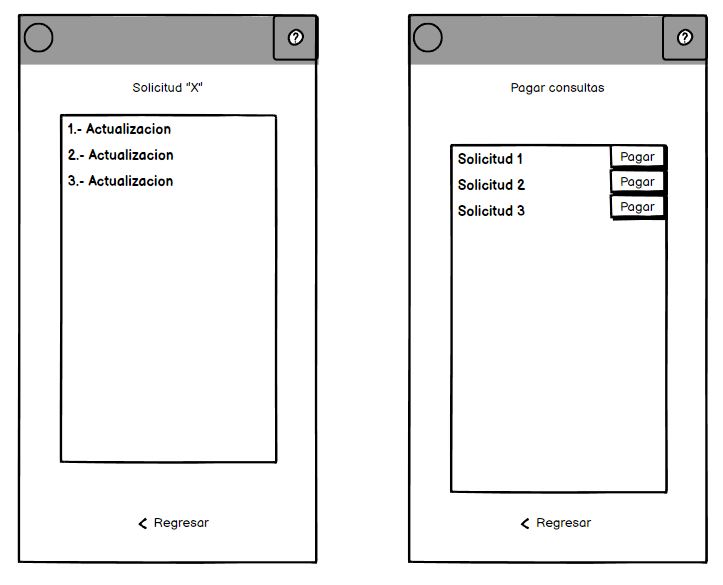 ?
Solicitud "X"
1.- Actualizacion
2.- Actualizacion
3.- Actualizacion
< Regresar
?
Pagar consultas
Solicitud 1 Pagar
Solicitud 2 Pagar
Solicitud 3 Pagar
< Regresar